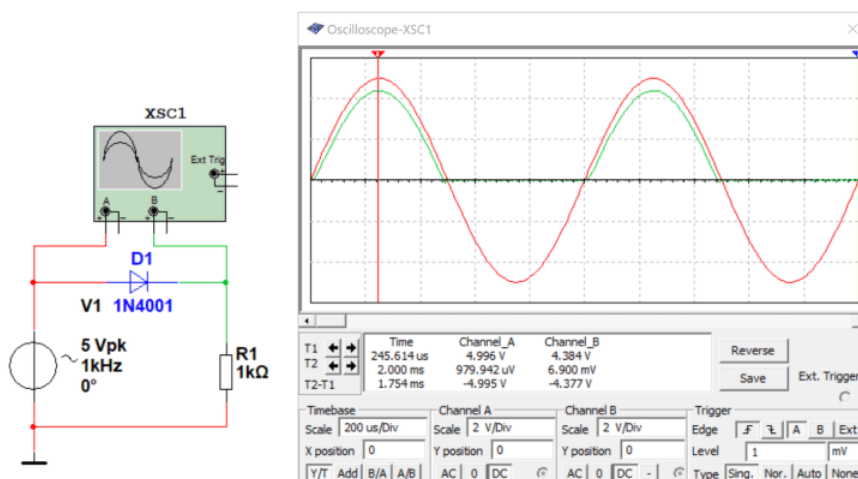 Oscilloscope-XSC1
XSC1
Ext Trig
A B
D1
V1 1N4001
5 Vpk
1kHz
0°
R1
1kΩ
Time Channel_A Channel_B
T1 245.614 us 4.996 V 4.384 V
T2 2.000 ms 979.942 uV 6.900 mV
T2-T1 1.754 ms -4.995 V -4.377 V
Reverse
Save
Ext. Trigger
Timebase Channel A Channel B Trigger
Scale 200 us/Div Scale 2 V/Div Scale 2 V/Div Edge A B Ext
X position 0 Y position 0 Y position 0 Level 1 mV
Y/T Add B/A A/B AC 0 DC AC 0 DC - Type Sing. Nor. Auto None